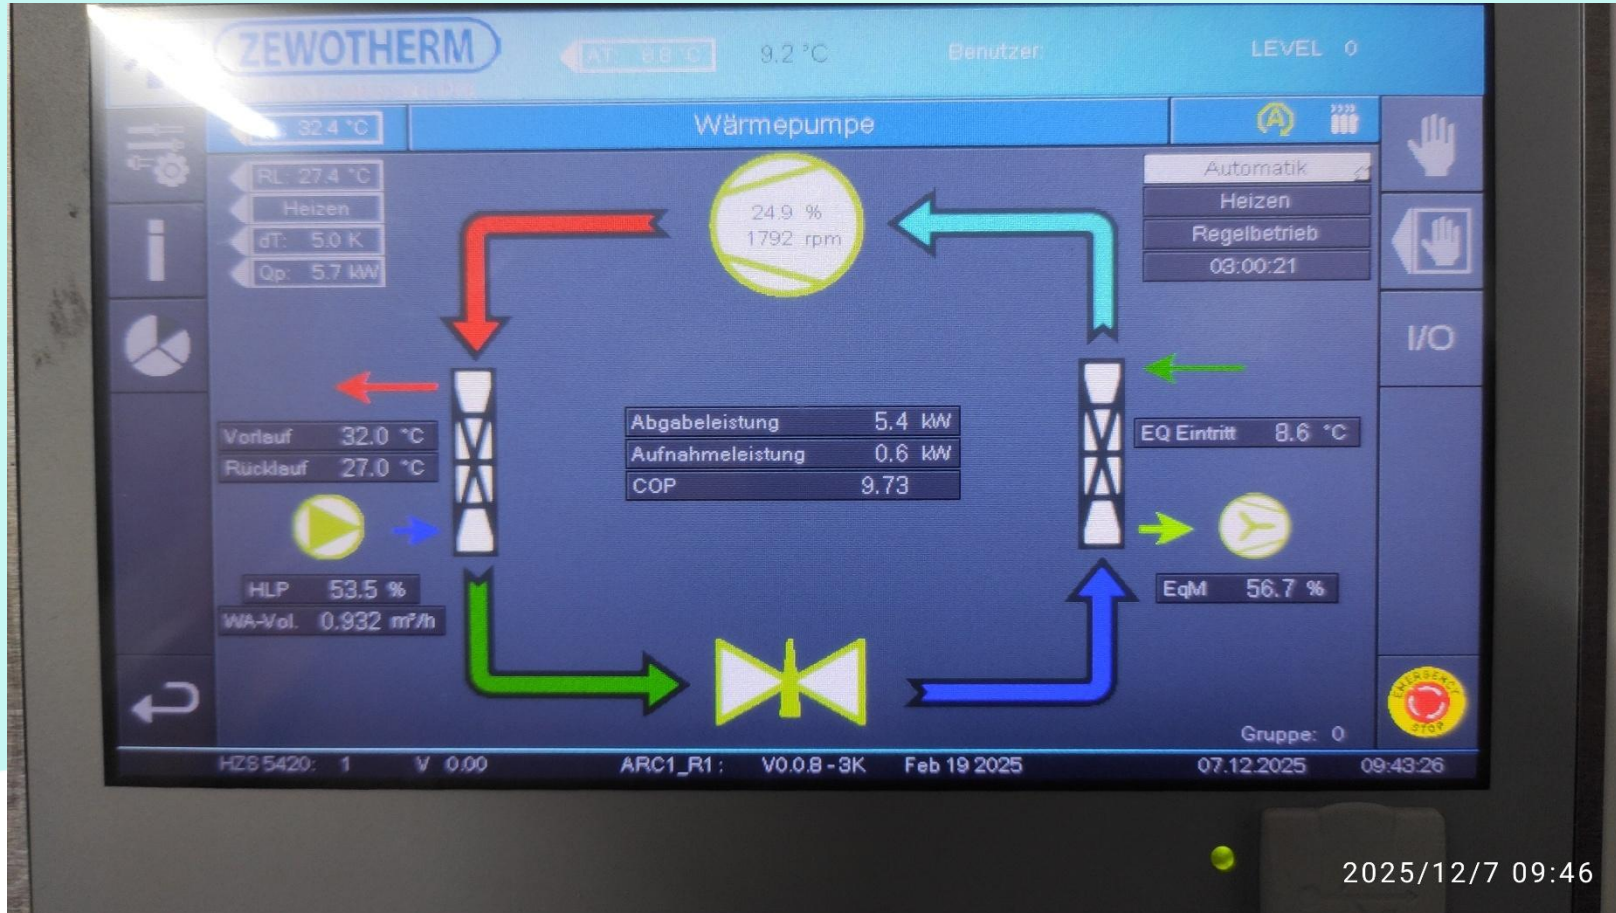 ZEWOTHERM
AT: 8.8 °C
9.2 °C
Benutzer:
LEVEL 0
32.4 °C
Wärmepumpe
RL: 27.4 °C
Heizen
dT: 5.0 K
Qp: 5.7 kW
24.9 %
1792 rpm
Automatik
Heizen
Regelbetrieb
03:00:21
I/O
Vorlauf 32.0 °C
Rücklauf 27.0 °C
Abgabeleistung 5.4 kW
Aufnahmeleistung 0.6 kW
COP 9.73
EQ Eintritt 8.6 °C
HLP 53.5 %
WA-Vol. 0.932 m³/h
EqM 56.7 %
EMERGENCY
STOP
Gruppe: 0
HZS 5420: 1 V 0.00 ARC1_R1: V0.0.8-3K Feb 19 2025 07.12.2025 09:43:26
2025/12/7 09:46